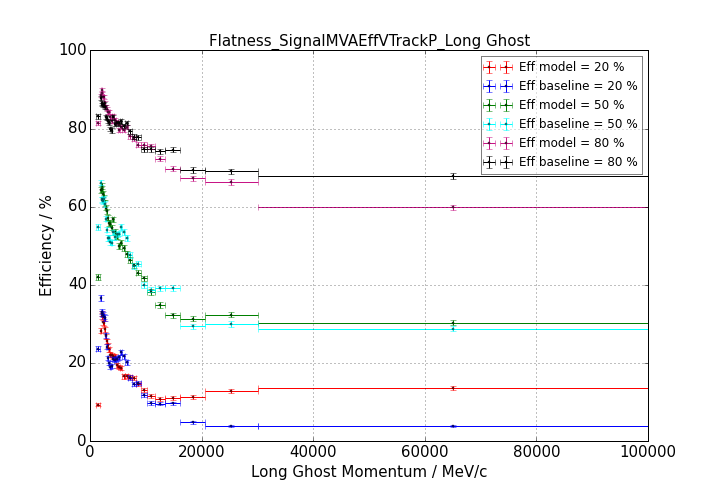 Flatness_SignalMVAEffVTrackP_Long Ghost
Efficiency / %
100
80
60
40
20
0
Eff model = 20 %
Eff baseline = 20 %
Eff model = 50 %
Eff baseline = 50 %
Eff model = 80 %
Eff baseline = 80 %
0 20000 40000 60000 80000 100000
Long Ghost Momentum / MeV/c